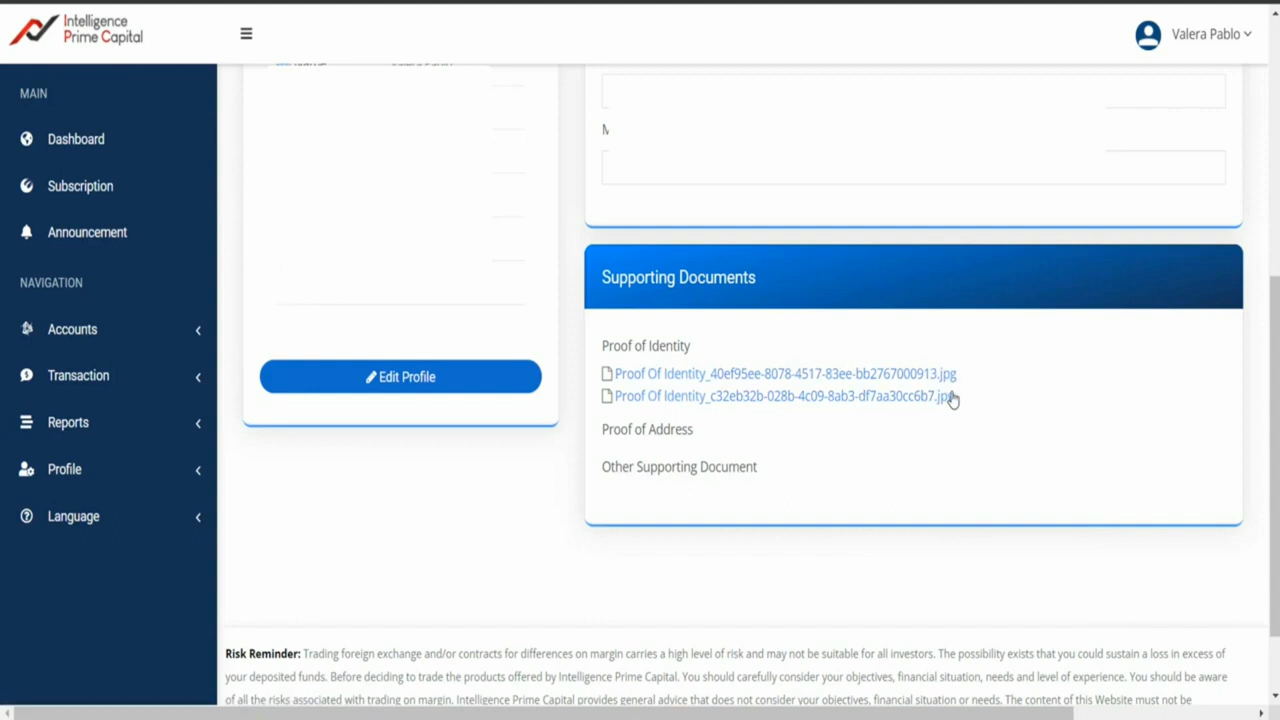 Intelligence
Prime Capital
Valera Pablo
MAIN
Dashboard
Subscription
Announcement
NAVIGATION
Accounts
Transaction
Reports
Profile
Language
Edit Profile
Supporting Documents
Proof of Identity
Proof Of Identity_40ef95ee-8078-4517-83ee-bb2767000913.jpg
Proof Of Identity_c32eb32b-028b-4c09-8ab3-df7aa30cc6b7.jpg
Proof of Address
Other Supporting Document
Risk Reminder: Trading foreign exchange and/or contracts for differences on margin carries a high level of risk and may not be suitable for all investors. The possibility exists that you could sustain a loss in excess of
your deposited funds. Before deciding to trade the products offered by Intelligence Prime Capital. You should carefully consider your objectives, financial situation, needs and level of experience. You should be aware
of all the risks associated with trading on margin. Intelligence Prime Capital provides general advice that does not consider your objectives, financial situation or needs. The content of this Website must not be